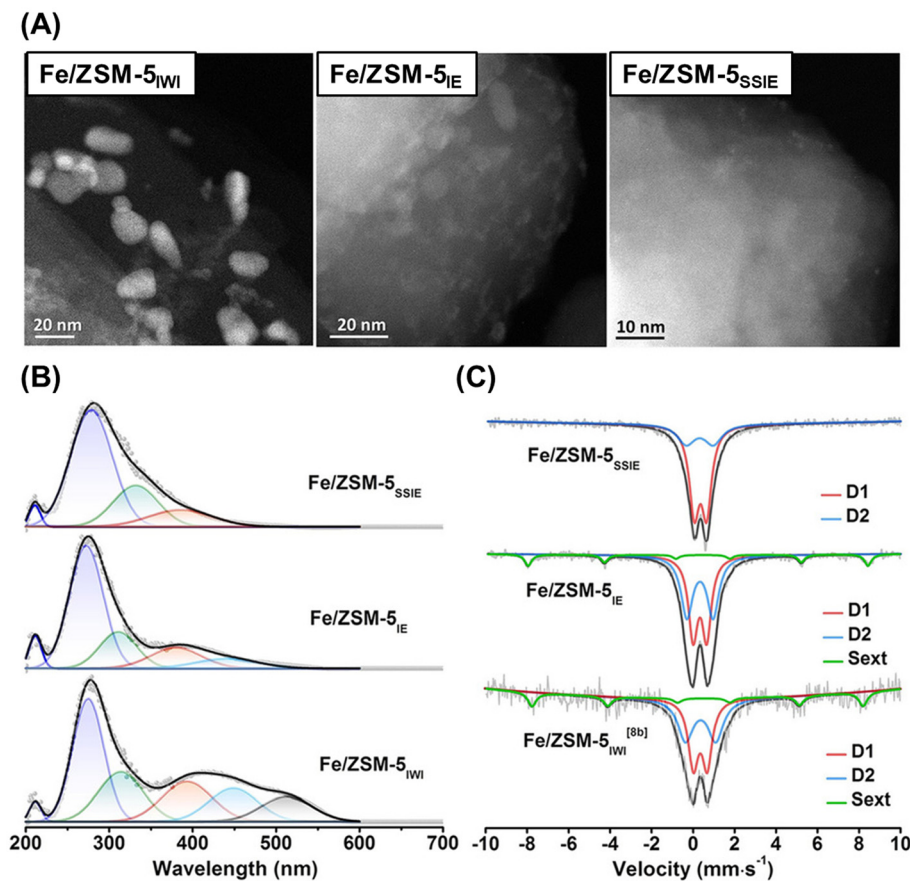 (A)
Fe/ZSM-5IWI
Fe/ZSM-5IE
Fe/ZSM-5SSIE
20 nm
20 nm
10 nm
(B)
(C)
Fe/ZSM-5SSIE
Fe/ZSM-5IE
Fe/ZSM-5IWI
200 300 400 500 600 700
Wavelength (nm)
Fe/ZSM-5SSIE
D1
D2
Fe/ZSM-5IE
D1
D2
Sext
Fe/ZSM-5IWI[8b]
D1
D2
Sext
-10 -8 -6 -4 -2 0 2 4 6 8 10
Velocity (mm·s-1)